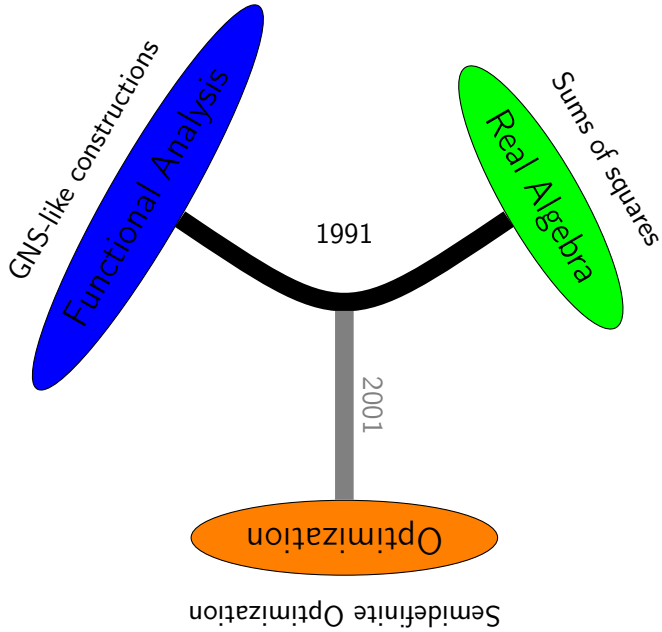 GNS-like constructions
Functional Analysis
Real Algebra
Sums of squares
1991
2001
Optimization
Semidefinite Optimization